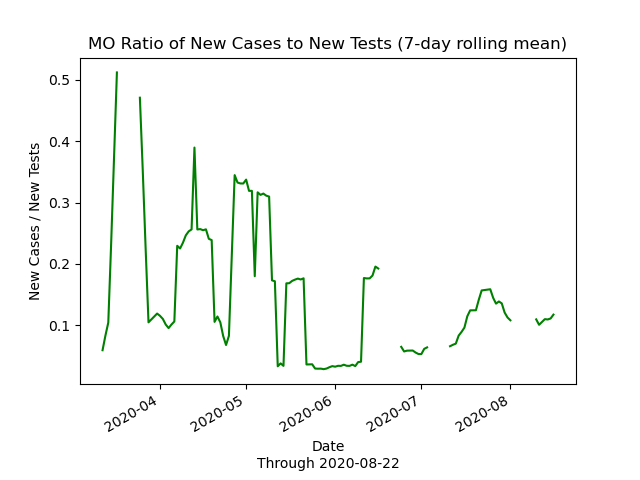 MO Ratio of New Cases to New Tests (7-day rolling mean)
0.5
0.4
0.3
0.2
0.1
New Cases / New Tests
2020-04
2020-05
2020-06
2020-07
2020-08
Date
Through 2020-08-22